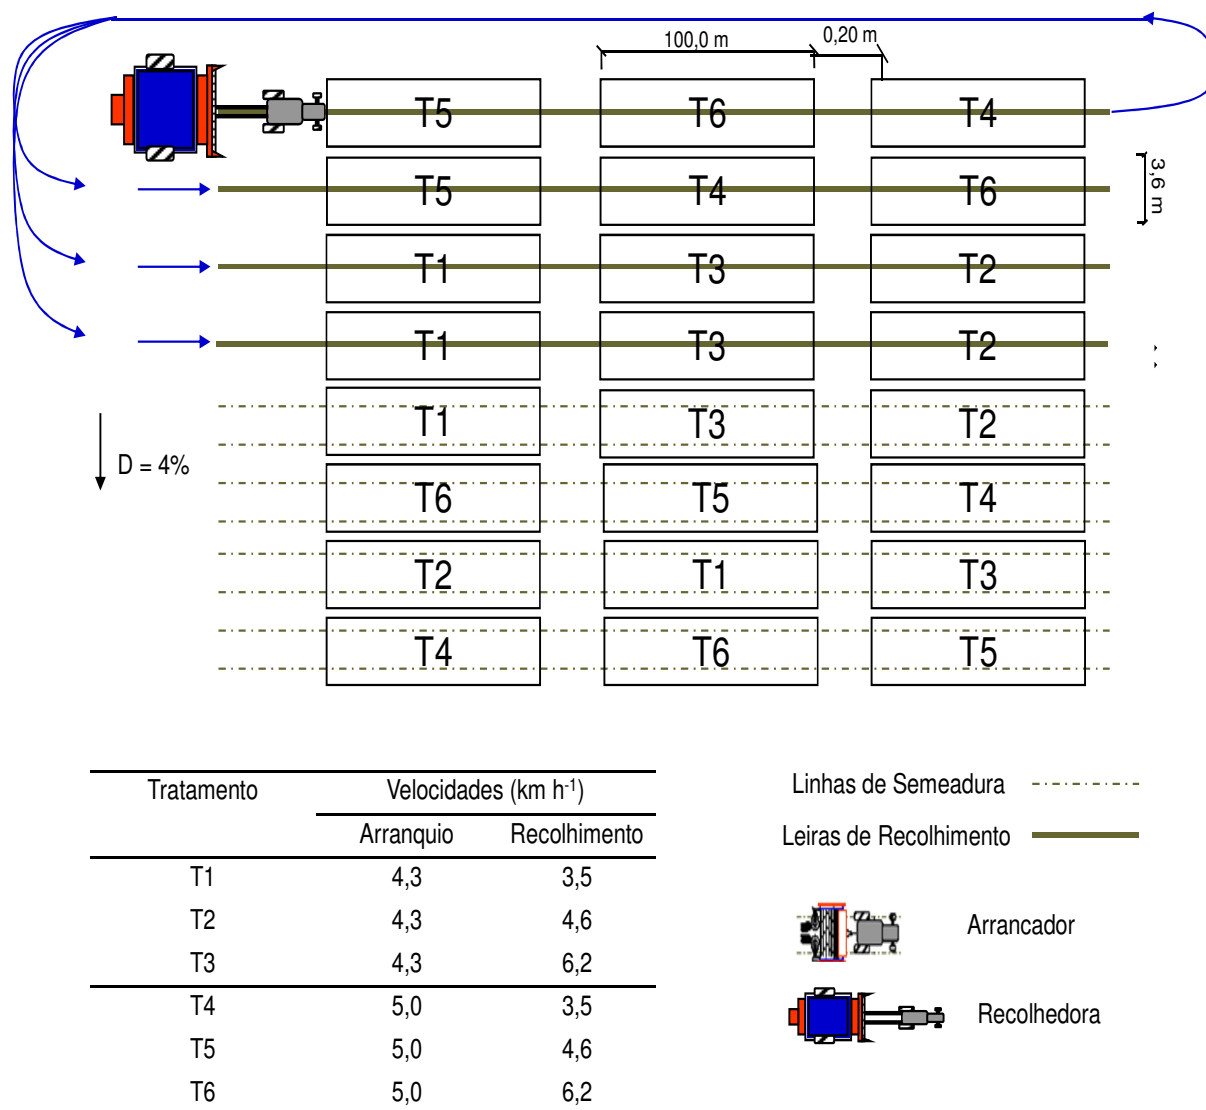 100,0 m 0,20 m
T5 T6 T4
3,6 m
T5 T4 T6
T1 T3 T2
T1 T3 T2
T1 T3 T2
D = 4%
T6 T5 T4
T2 T1 T3
T4 T6 T5
Tratamento Velocidades (km h⁻¹)
Arranquio Recolhimento
T1 4,3 3,5
T2 4,3 4,6
T3 4,3 6,2
T4 5,0 3,5
T5 5,0 4,6
T6 5,0 6,2
Linhas de Semeadura
Leiras de Recolhimento
Arrancador
Recolhedora